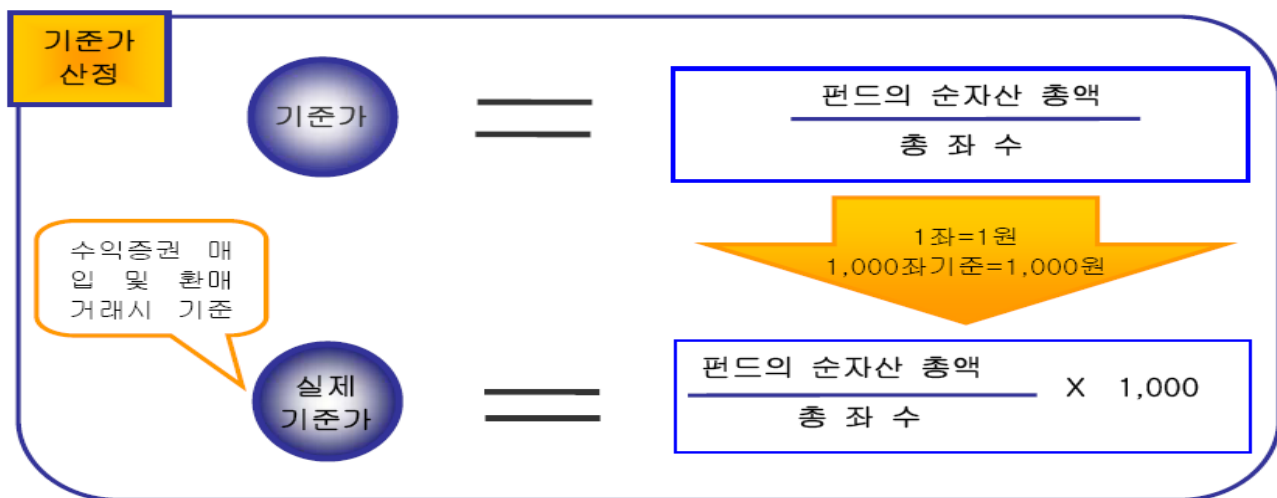 기준가
산정
기준가
펀드의 순자산 총액
총 좌 수
1좌=1원
1,000좌기준=1,000원
수익증권 매
입 및 환매
거래시 기준
실제
기준가
펀드의 순자산 총액
총 좌 수
X 1,000